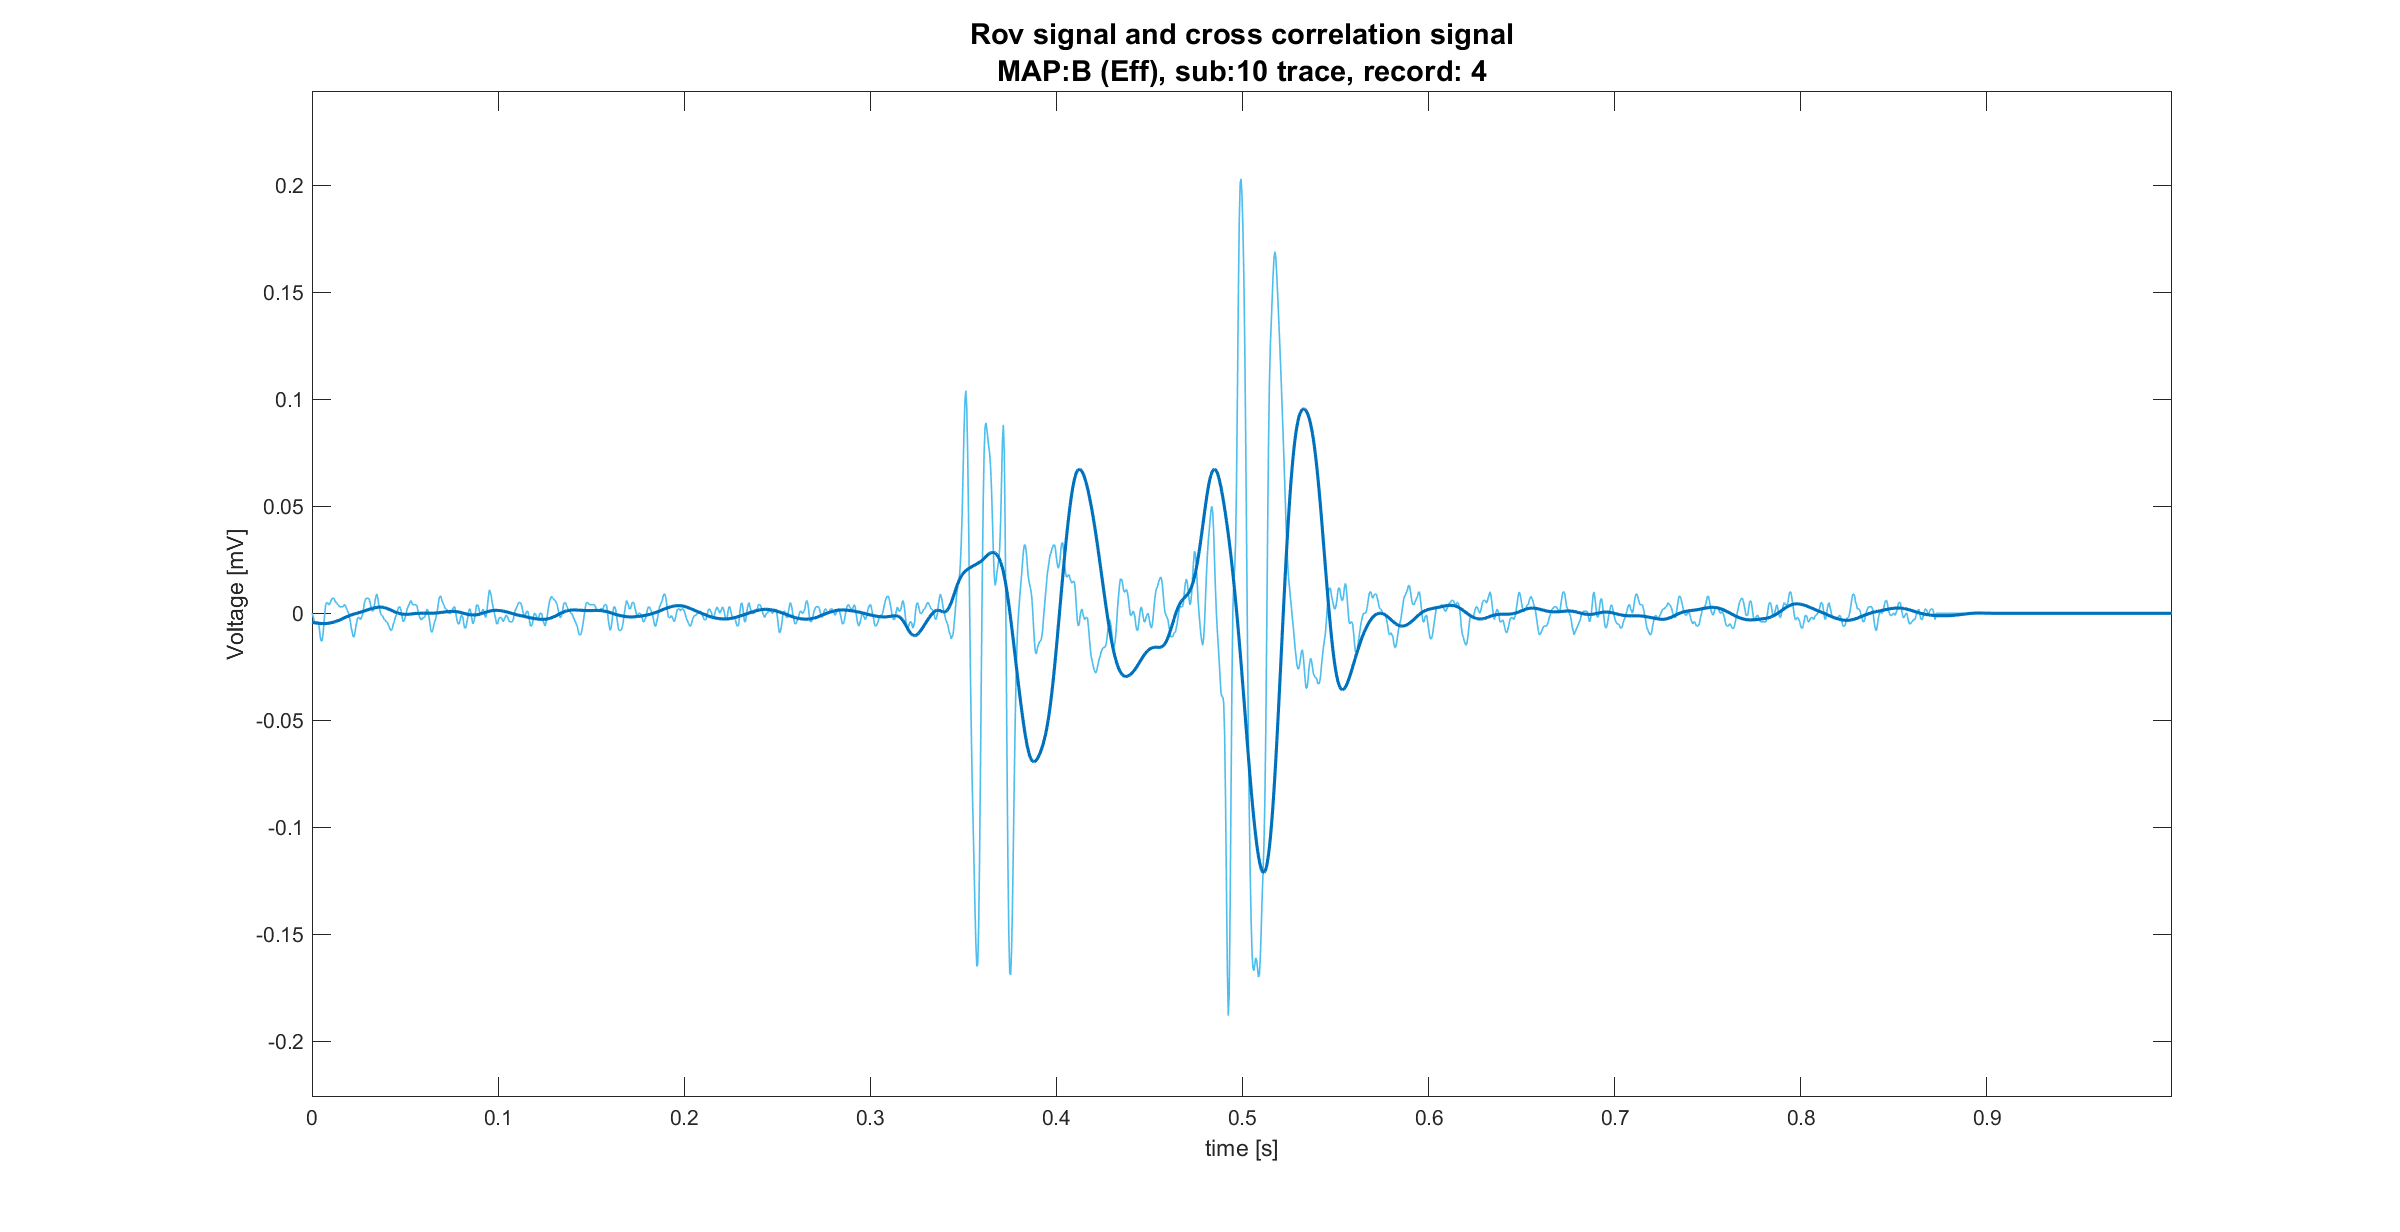 Rov signal and cross correlation signal
MAP:B (Eff), sub:10 trace, record: 4
0.2
0.15
0.1
0.05
0
-0.05
-0.1
-0.15
-0.2
Voltage [mV]
0 0.1 0.2 0.3 0.4 0.5 0.6 0.7 0.8 0.9
time [s]